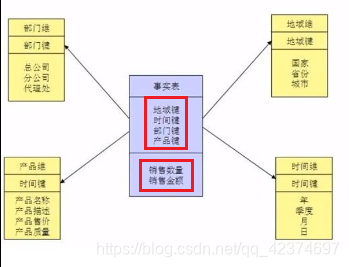 部门维
部门键
总公司
分公司
代理处
地域维
地域键
国家
省份
城市
事实表
地域键
时间键
部门键
产品键
销售数量
销售金额
产品维
时间键
产品名称
产品描述
产品售价
产品质量
时间维
时间键
年
季度
月
日
https://blog.csdn.net/qq_42374697